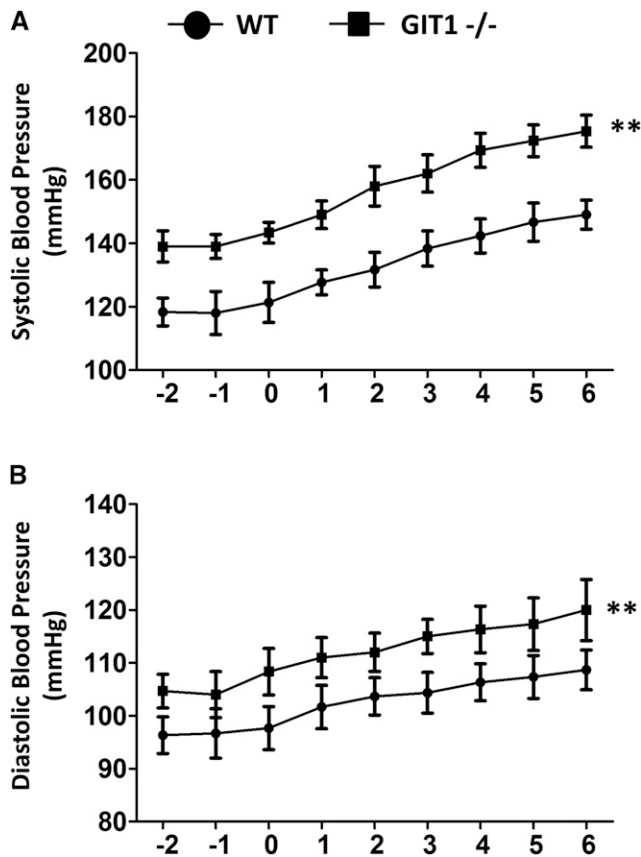 A WT GIT1 -/-
Systolic Blood Pressure
(mmHg)
200
180
160
140
120
100
**
-2 -1 0 1 2 3 4 5 6
B
Diastolic Blood Pressure
(mmHg)
140
130
120
110
100
90
80
**
-2 -1 0 1 2 3 4 5 6